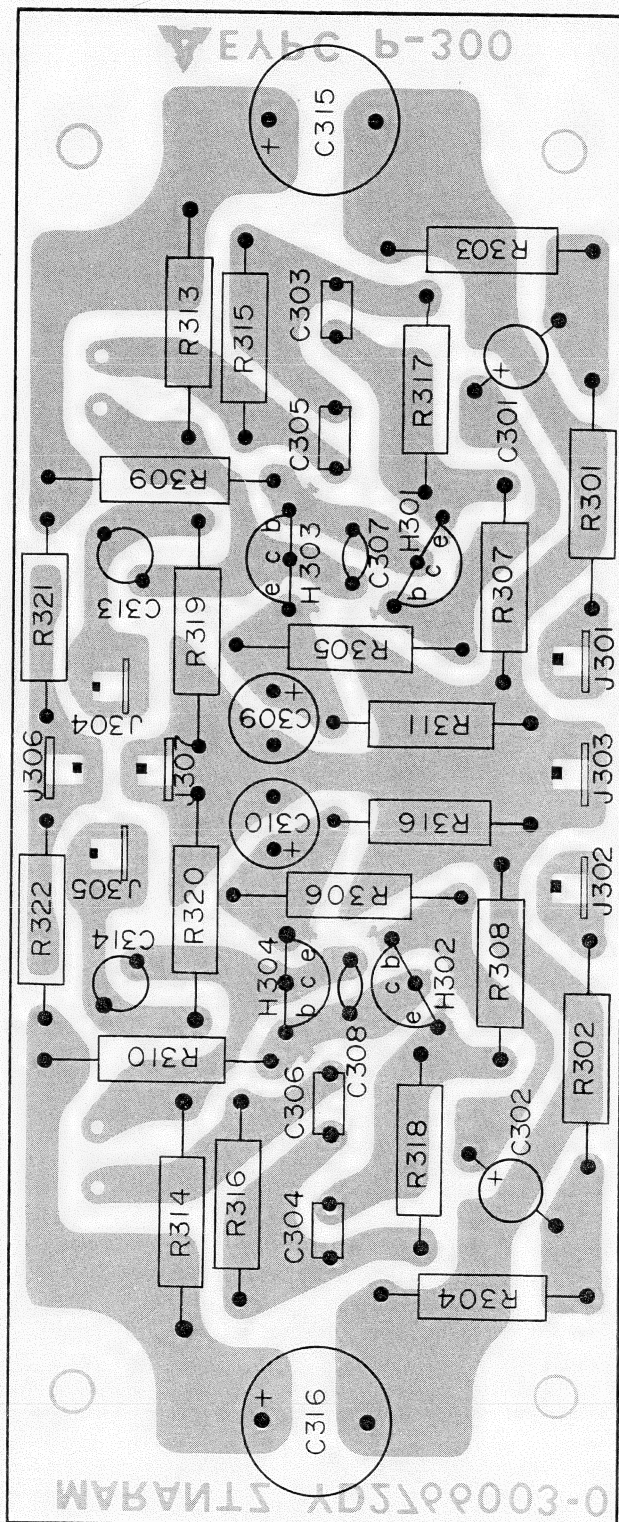 EYPC P-300
C315
R303
R313
R315
C303
R317
C301
C305
R309
R301
b c e
H303
C307
H301
b c e
R307
R321
C313
R319
R305
J301
J304
C309
R311
J306
J307
J303
C310
R316
J305
J302
R322
R320
R306
C314
H304
b c e
e c b
H302
R308
R310
C308
C306
R302
R318
C302
R314
R316
C304
R304
C316
MARANTZ YD2766003-0